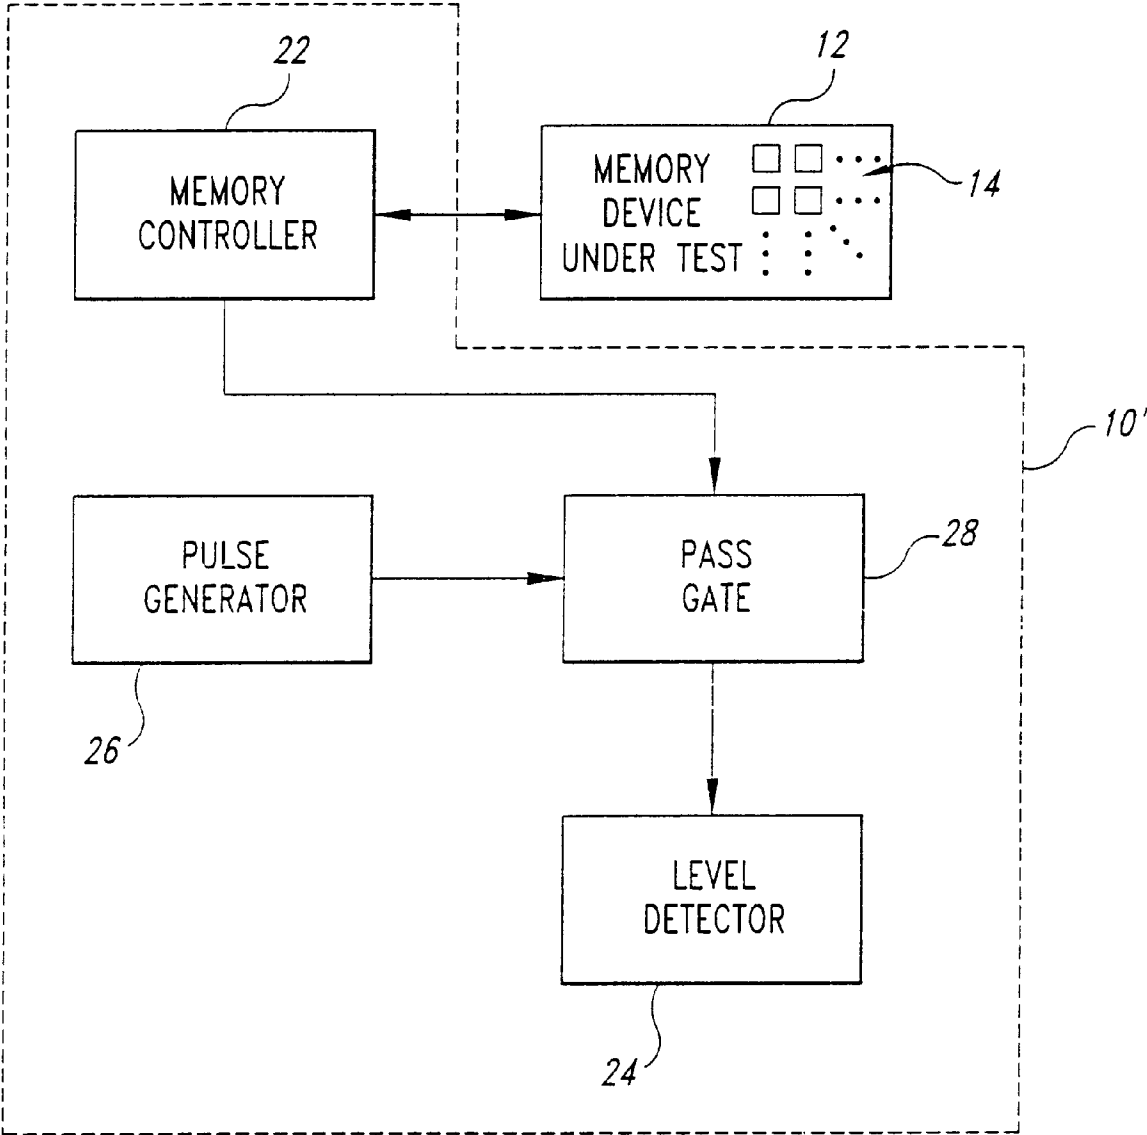 22
12
MEMORY
CONTROLLER
MEMORY
DEVICE
UNDER TEST
14
10'
PULSE
GENERATOR
PASS
GATE
28
26
LEVEL
DETECTOR
24